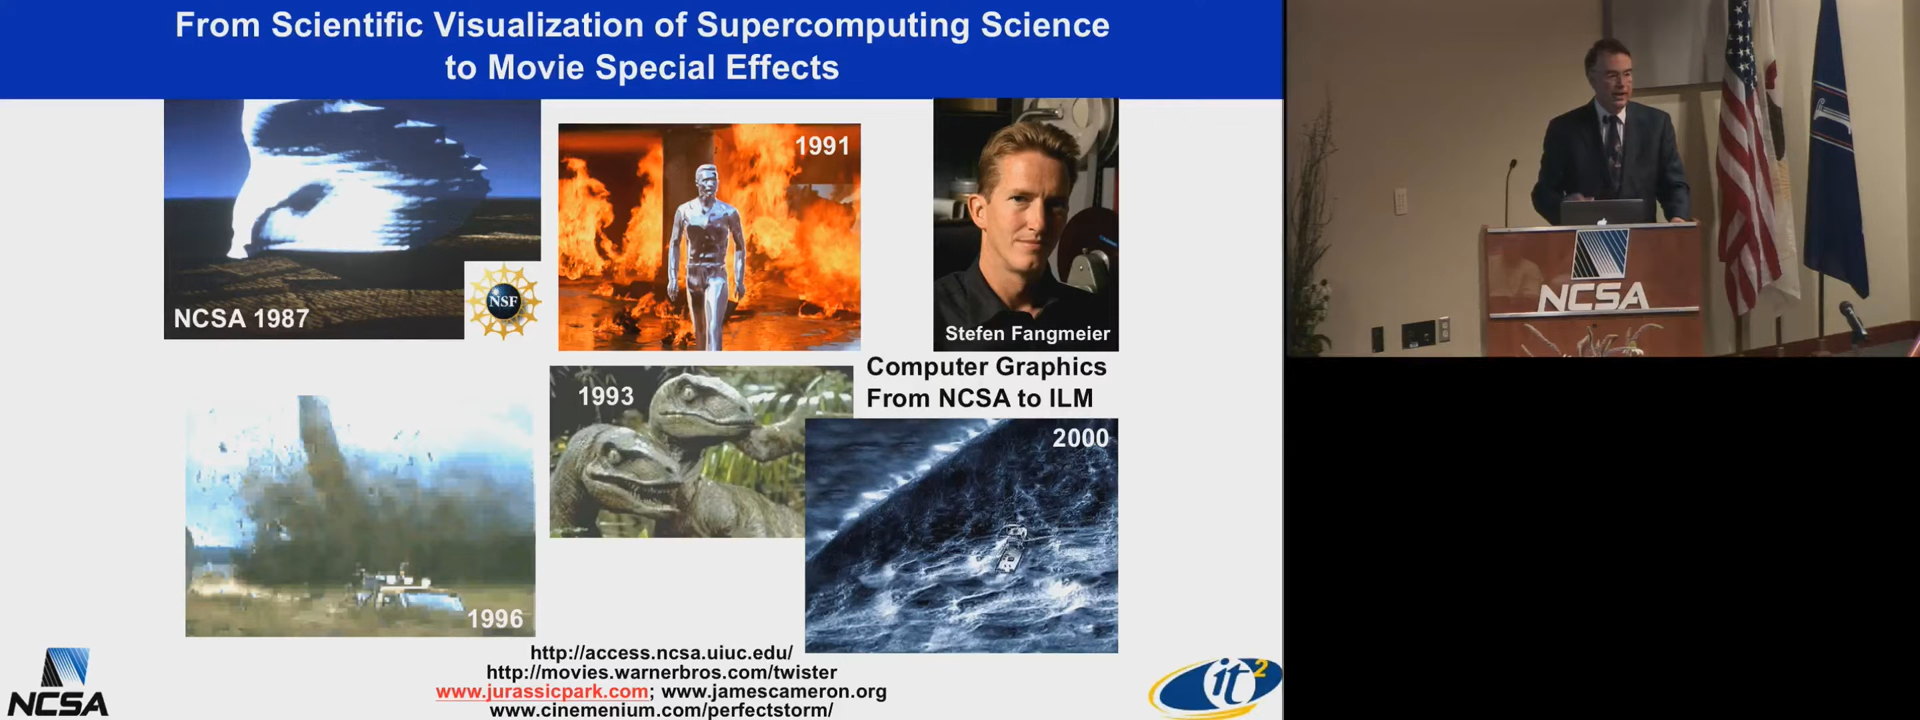 From Scientific Visualization of Supercomputing Science
to Movie Special Effects
NCSA 1987
NSF
1991
Stefen Fangmeier
Computer Graphics
From NCSA to ILM
1993
2000
1996
http://access.ncsa.uiuc.edu/
http://movies.warnerbros.com/twister
www.jurassicpark.com; www.jamescameron.org
www.cinemenium.com/perfectstorm/
NCSA
it2
NCSA